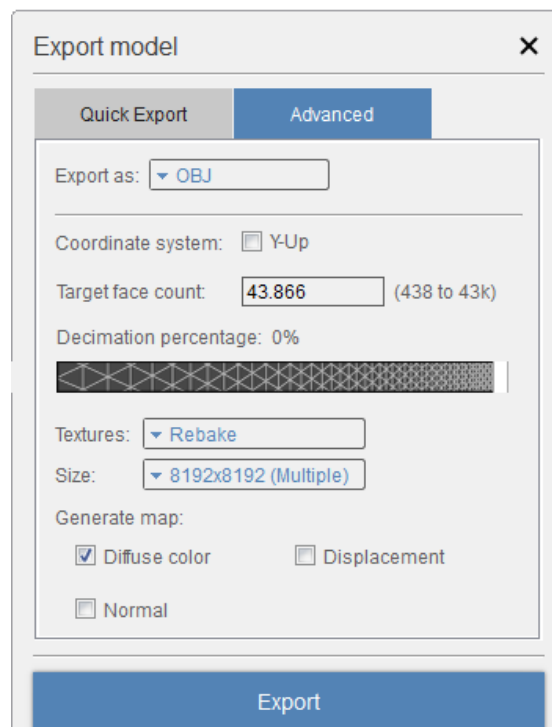 Export model
Quick Export Advanced
Export as: OBJ
Coordinate system: Y-Up
Target face count: 43.866 (438 to 43k)
Decimation percentage: 0%
Textures: Rebake
Size: 8192x8192 (Multiple)
Generate map:
Diffuse color Displacement
Normal
Export